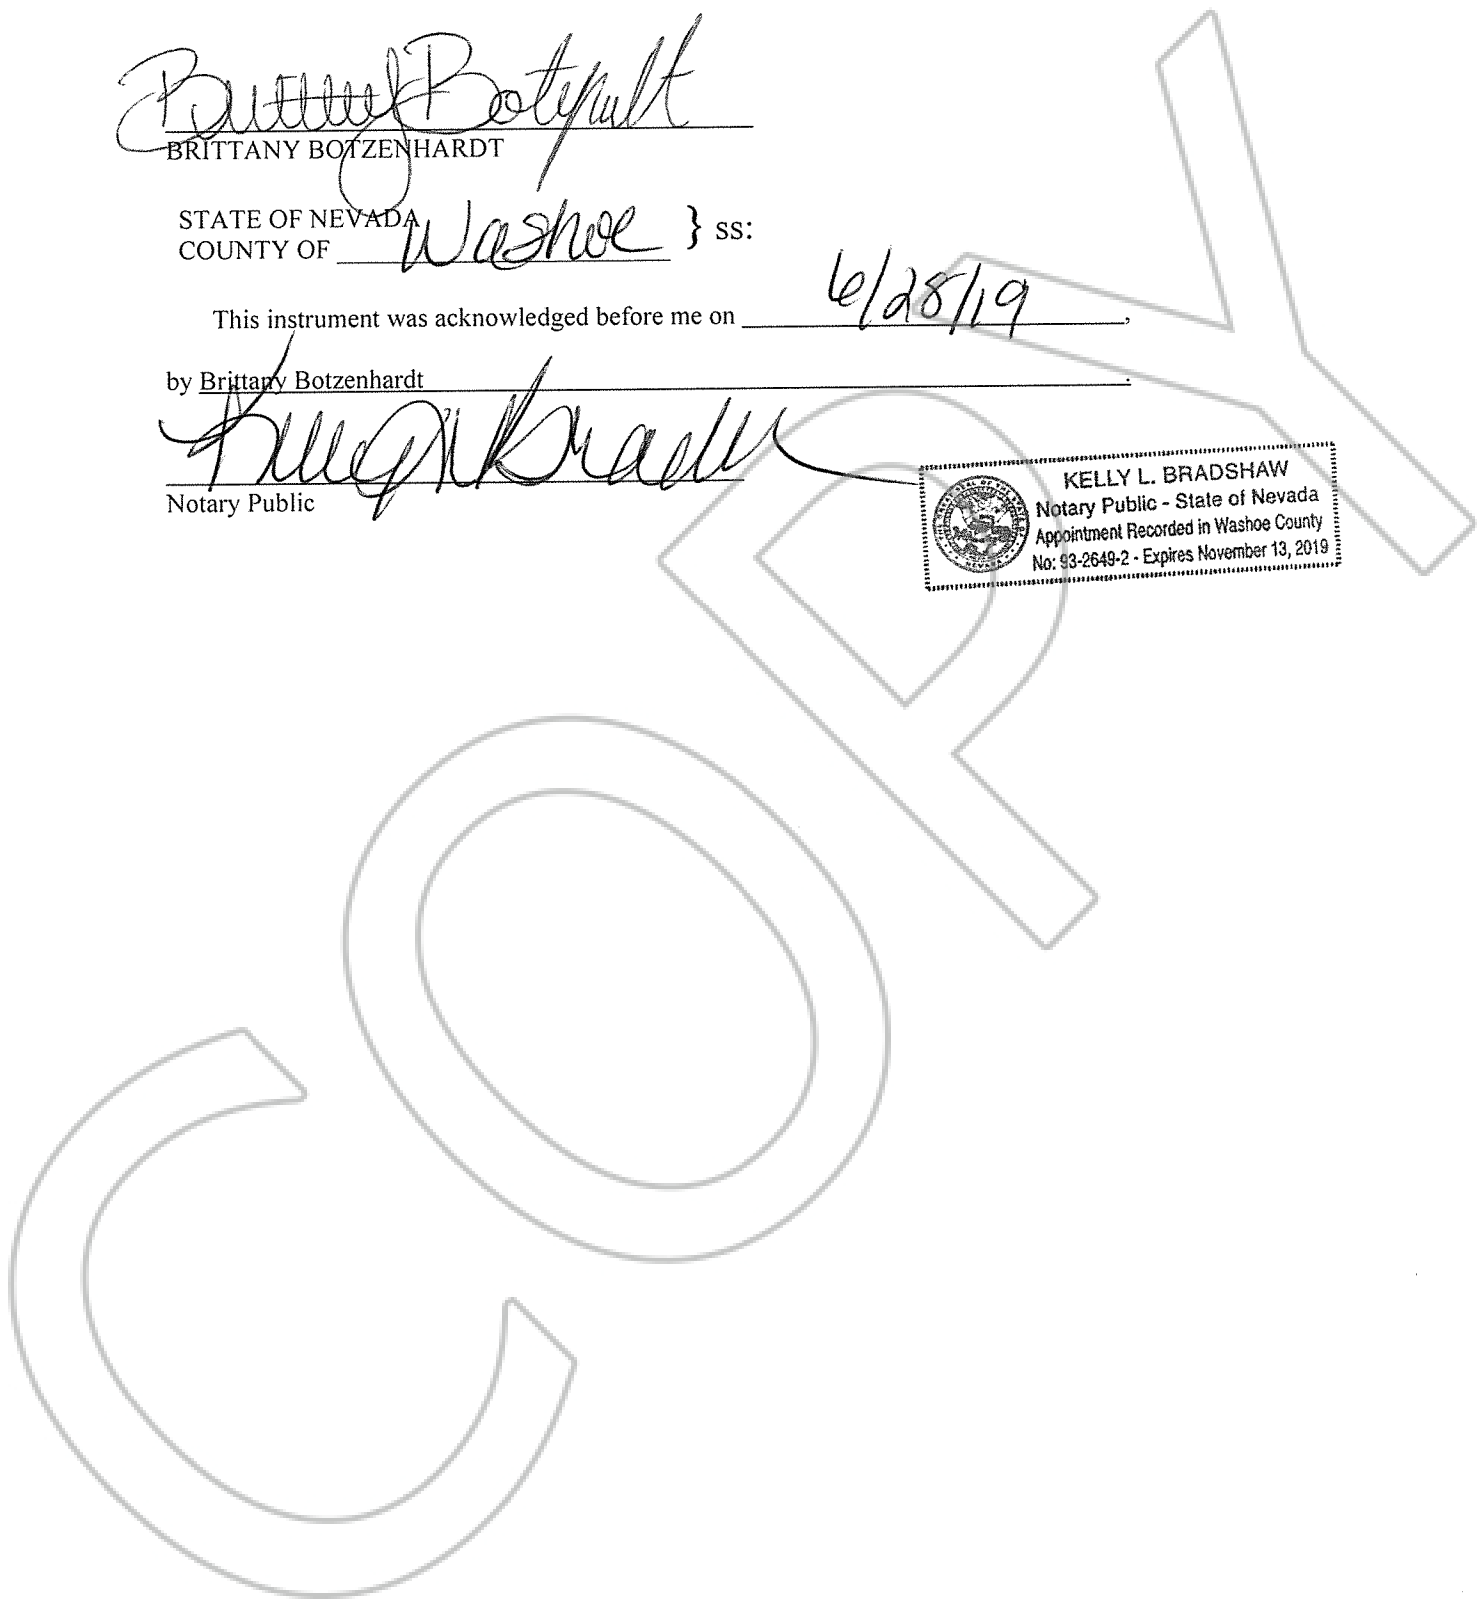 Brittany Botzenhardt
BRITTANY BOTZENHARDT
STATE OF NEVADA
COUNTY OF Washoe } ss:
This instrument was acknowledged before me on 6/28/19,
by Brittany Botzenhardt.
Notary Public
KELLY L. BRADSHAW
Notary Public - State of Nevada
Appointment Recorded in Washoe County
No: 93-2649-2 - Expires November 13, 2019
COPY